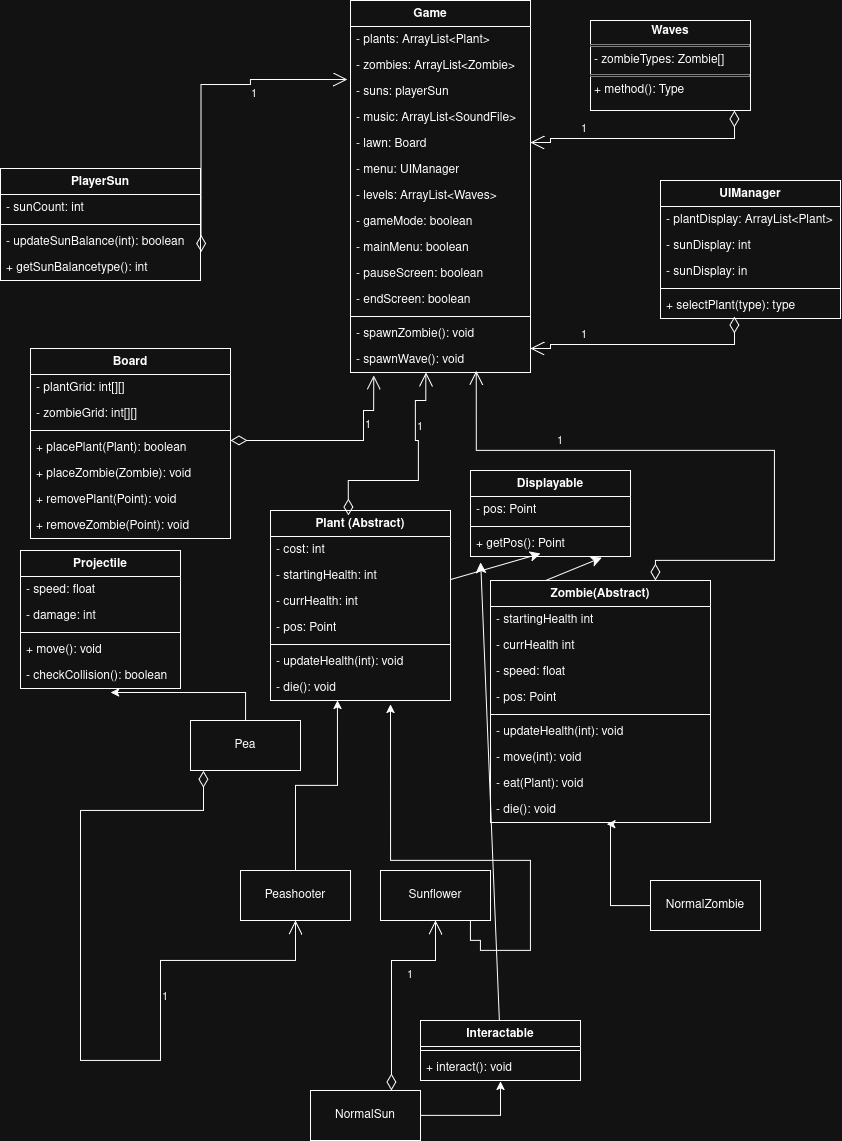 Game
- plants: ArrayList<Plant>
- zombies: ArrayList<Zombie>
- suns: playerSun
- music: ArrayList<SoundFile>
- lawn: Board
- menu: UIManager
- levels: ArrayList<Waves>
- gameMode: boolean
- mainMenu: boolean
- pauseScreen: boolean
- endScreen: boolean
- spawnZombie(): void
- spawnWave(): void
Waves
- zombieTypes: Zombie[]
+ method(): Type
1
1
PlayerSun
- sunCount: int
- updateSunBalance(int): boolean
+ getSunBalancetype(): int
UIManager
- plantDisplay: ArrayList<Plant>
- sunDisplay: int
- sunDisplay: in
+ selectPlant(type): type
1
Board
- plantGrid: int[][]
- zombieGrid: int[][]
+ placePlant(Plant): boolean
+ placeZombie(Zombie): void
+ removePlant(Point): void
+ removeZombie(Point): void
1
1
1
Displayable
- pos: Point
+ getPos(): Point
Plant (Abstract)
- cost: int
- startingHealth: int
- currHealth: int
- pos: Point
- updateHealth(int): void
- die(): void
Projectile
- speed: float
- damage: int
+ move(): void
- checkCollision(): boolean
Zombie(Abstract)
- startingHealth int
- currHealth int
- speed: float
- pos: Point
- updateHealth(int): void
- move(int): void
- eat(Plant): void
- die(): void
Pea
Peashooter
Sunflower
NormalZombie
1
1
Interactable
+ interact(): void
NormalSun